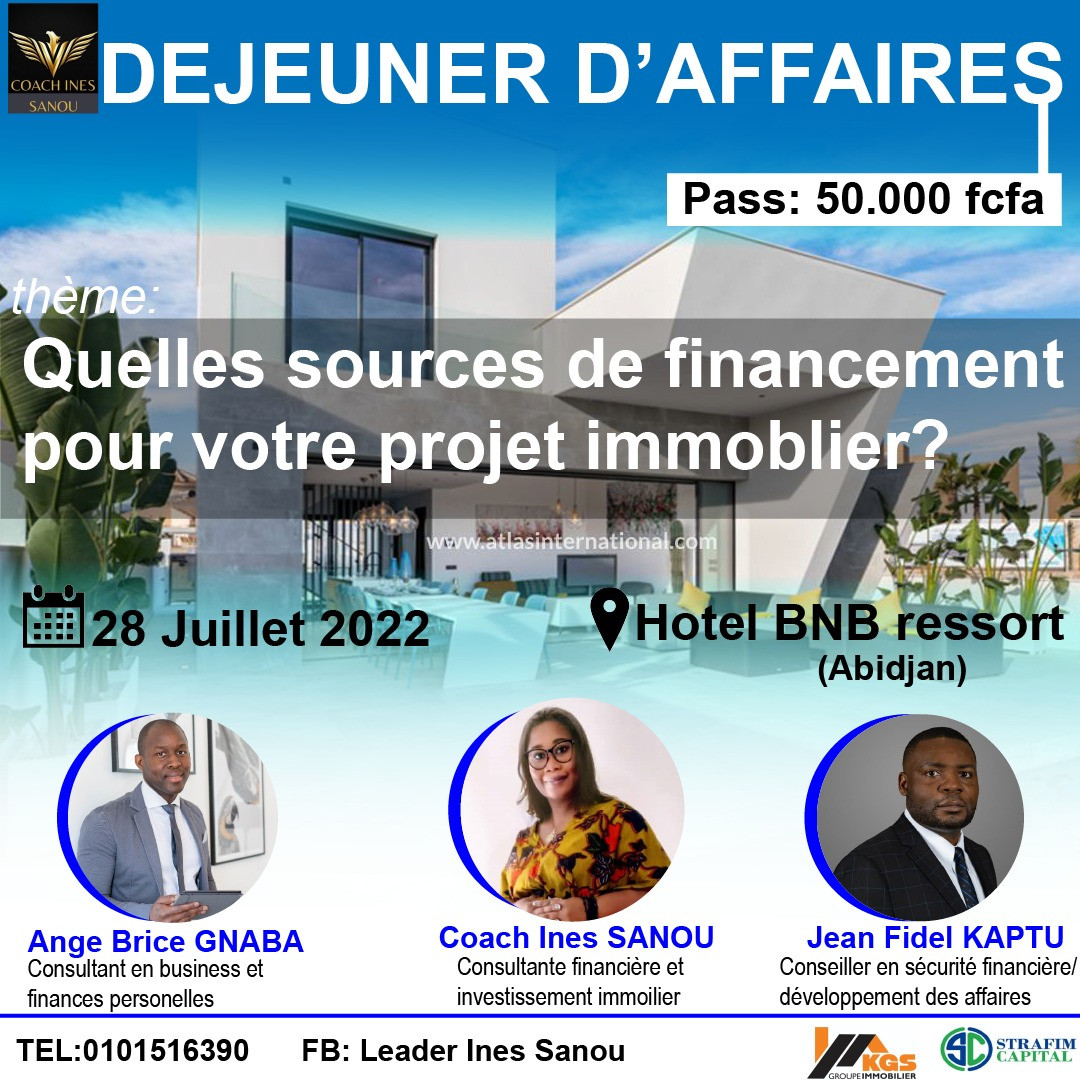 COACH INES
SANOU
DEJEUNER D'AFFAIRES
Pass: 50.000 fcfa
thème:
Quelles sources de financement
pour votre projet immoblier?
www.atlasinternational.com
28 Juillet 2022
Hotel BNB ressort
(Abidjan)
Ange Brice GNABA
Consultant en business et
finances personelles
Coach Ines SANOU
Consultante financière et
investissement immoilier
Jean Fidel KAPTU
Conseiller en sécurité financière/
développement des affaires
TEL:0101516390
FB: Leader Ines Sanou
KGS
GROUPE IMMOBILIER
SC
STRAFIM
CAPITAL